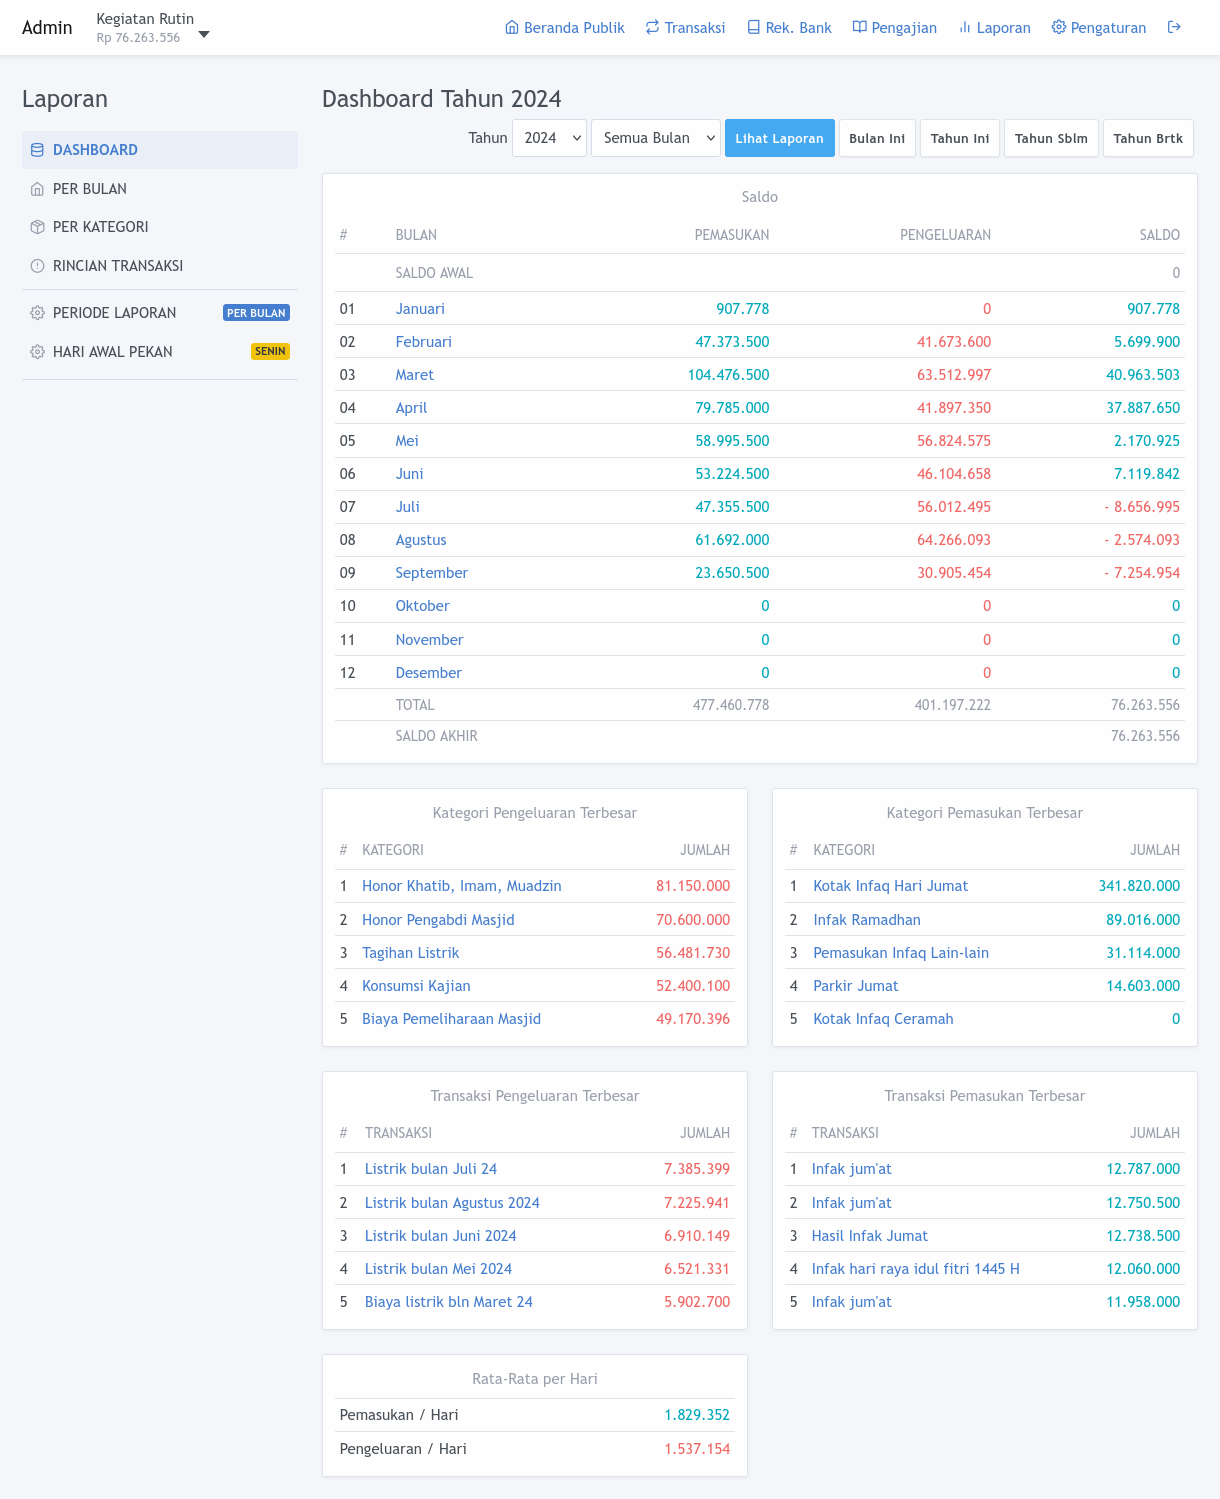 Admin
Kegiatan Rutin
Rp 76.263.556
Beranda Publik Transaksi Rek. Bank Pengajian Laporan Pengaturan
Laporan
DASHBOARD
PER BULAN
PER KATEGORI
RINCIAN TRANSAKSI
PERIODE LAPORAN PER BULAN
HARI AWAL PEKAN SENIN
Dashboard Tahun 2024
Tahun 2024 Semua Bulan Lihat Laporan Bulan Ini Tahun Ini Tahun Sblm Tahun Brtk
Saldo
# BULAN PEMASUKAN PENGELUARAN SALDO
SALDO AWAL 0
01 Januari 907.778 0 907.778
02 Februari 47.373.500 41.673.600 5.699.900
03 Maret 104.476.500 63.512.997 40.963.503
04 April 79.785.000 41.897.350 37.887.650
05 Mei 58.995.500 56.824.575 2.170.925
06 Juni 53.224.500 46.104.658 7.119.842
07 Juli 47.355.500 56.012.495 - 8.656.995
08 Agustus 61.692.000 64.266.093 - 2.574.093
09 September 23.650.500 30.905.454 - 7.254.954
10 Oktober 0 0 0
11 November 0 0 0
12 Desember 0 0 0
TOTAL 477.460.778 401.197.222 76.263.556
SALDO AKHIR 76.263.556
Kategori Pengeluaran Terbesar
# KATEGORI JUMLAH
1 Honor Khatib, Imam, Muadzin 81.150.000
2 Honor Pengabdi Masjid 70.600.000
3 Tagihan Listrik 56.481.730
4 Konsumsi Kajian 52.400.100
5 Biaya Pemeliharaan Masjid 49.170.396
Kategori Pemasukan Terbesar
# KATEGORI JUMLAH
1 Kotak Infaq Hari Jumat 341.820.000
2 Infak Ramadhan 89.016.000
3 Pemasukan Infaq Lain-lain 31.114.000
4 Parkir Jumat 14.603.000
5 Kotak Infaq Ceramah 0
Transaksi Pengeluaran Terbesar
# TRANSAKSI JUMLAH
1 Listrik bulan Juli 24 7.385.399
2 Listrik bulan Agustus 2024 7.225.941
3 Listrik bulan Juni 2024 6.910.149
4 Listrik bulan Mei 2024 6.521.331
5 Biaya listrik bln Maret 24 5.902.700
Transaksi Pemasukan Terbesar
# TRANSAKSI JUMLAH
1 Infak jum'at 12.787.000
2 Infak jum'at 12.750.500
3 Hasil Infak Jumat 12.738.500
4 Infak hari raya idul fitri 1445 H 12.060.000
5 Infak jum'at 11.958.000
Rata-Rata per Hari
Pemasukan / Hari 1.829.352
Pengeluaran / Hari 1.537.154